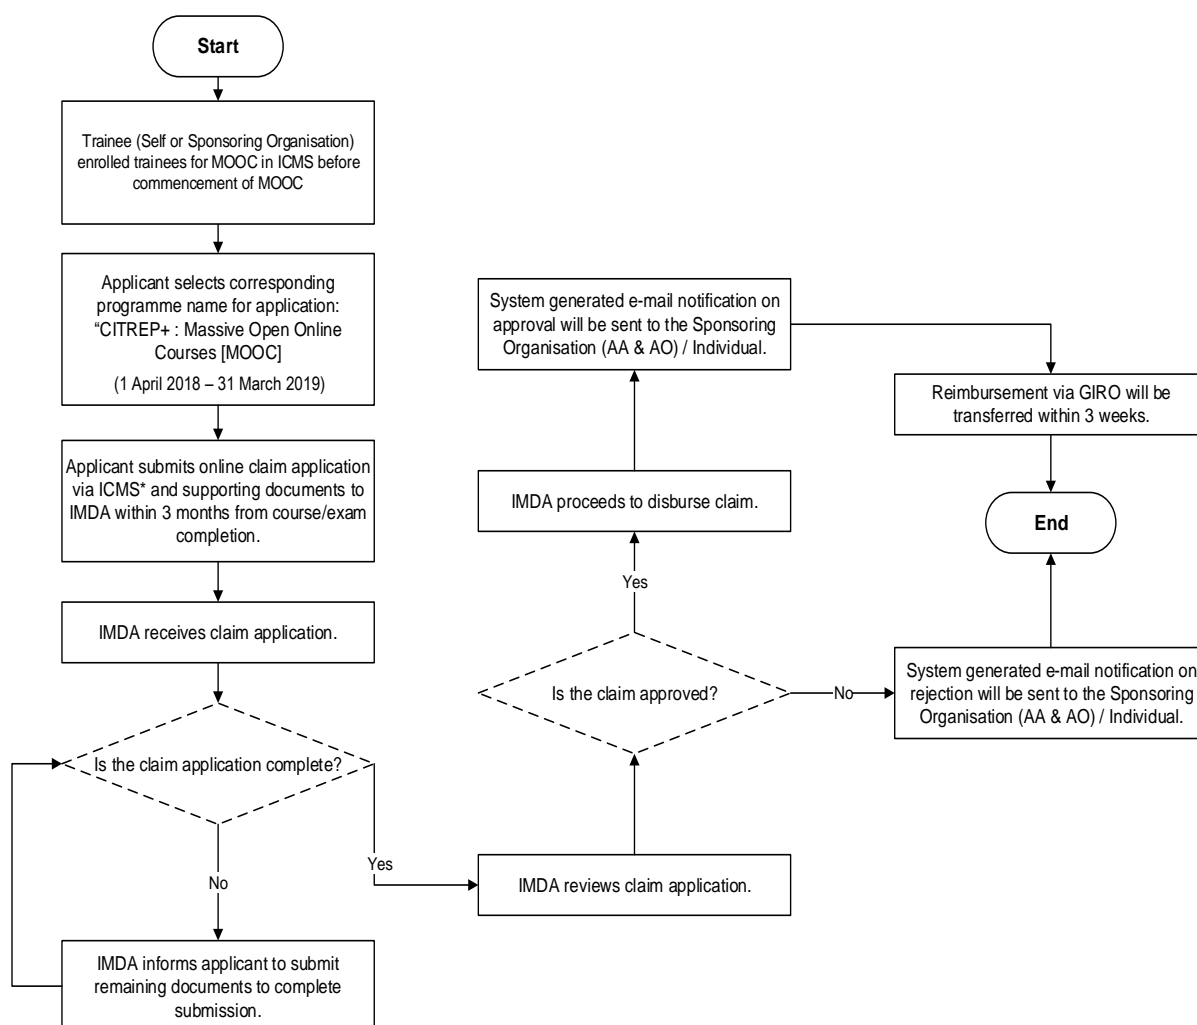 Start
Trainee (Self or Sponsoring Organisation)
enrolled trainees for MOOC in ICMS before
commencement of MOOC
Applicant selects corresponding
programme name for application:
“CITREP+ : Massive Open Online
Courses [MOOC]
(1 April 2018 – 31 March 2019)
Applicant submits online claim application
via ICMS* and supporting documents to
IMDA within 3 months from course/exam
completion.
IMDA receives claim application.
Is the claim application complete?
No
Yes
IMDA informs applicant to submit
remaining documents to complete
submission.
IMDA reviews claim application.
Is the claim approved?
Yes
No
IMDA proceeds to disburse claim.
System generated e-mail notification on
approval will be sent to the Sponsoring
Organisation (AA & AO) / Individual.
Reimbursement via GIRO will be
transferred within 3 weeks.
System generated e-mail notification on
rejection will be sent to the Sponsoring
Organisation (AA & AO) / Individual.
End